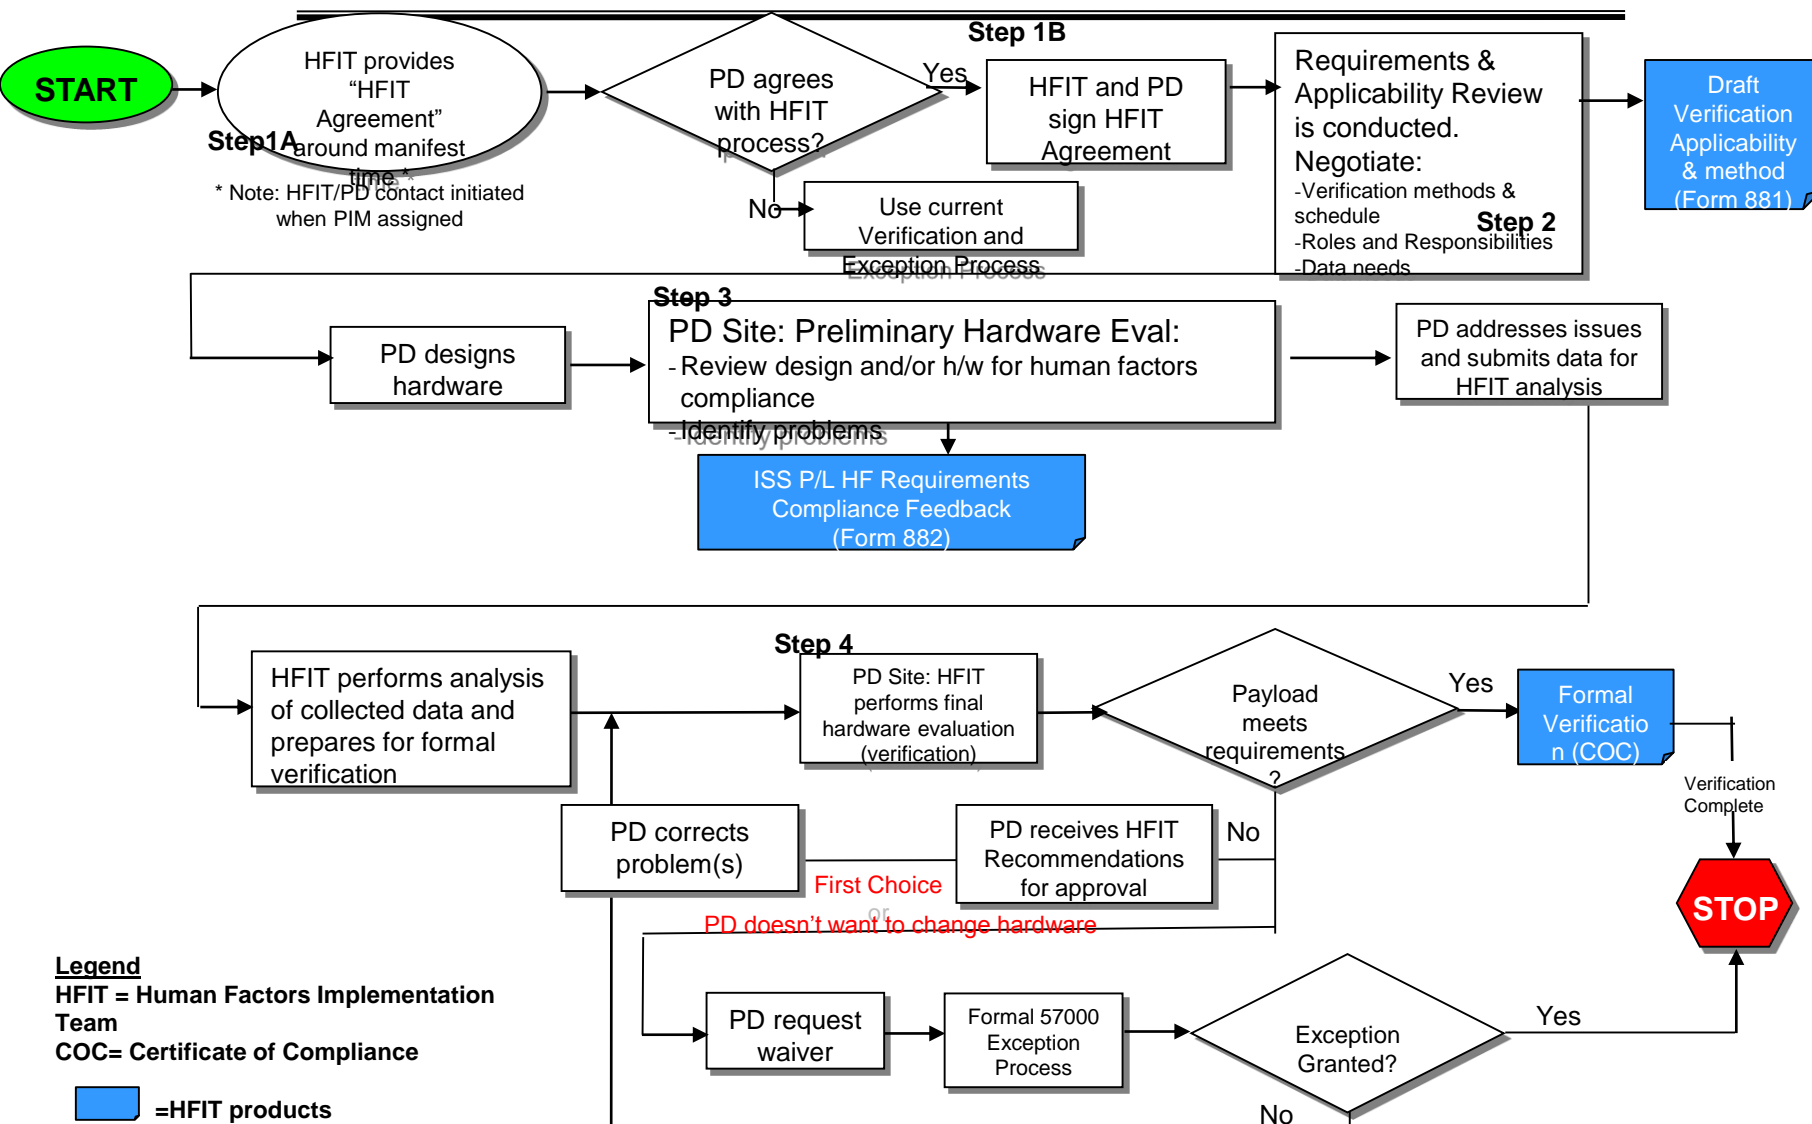 Step 1B
START
HFIT provides
“HFIT
Agreement”
around manifest
time *
Step1A
* Note: HFIT/PD contact initiated
when PIM assigned
PD agrees
with HFIT
process?
Yes
No
HFIT and PD
sign HFIT
Agreement
Use current
Verification and
Exception Process
Requirements &
Applicability Review
is conducted.
Negotiate:
-Verification methods &
schedule
-Roles and Responsibilities
-Data needs
Step 2
Draft
Verification
Applicability
& method
(Form 881)
PD designs
hardware
Step 3
PD Site: Preliminary Hardware Eval:
- Review design and/or h/w for human factors
compliance
- Identify problems
ISS P/L HF Requirements
Compliance Feedback
(Form 882)
PD addresses issues
and submits data for
HFIT analysis
HFIT performs analysis
of collected data and
prepares for formal
verification
Step 4
PD Site: HFIT
performs final
hardware evaluation
(verification)
Payload
meets
requirements
?
Yes
Formal
Verificatio
n (COC)
Verification
Complete
STOP
No
PD receives HFIT
Recommendations
for approval
PD corrects
problem(s)
First Choice
or
PD doesn’t want to change hardware
PD request
waiver
Formal 57000
Exception
Process
Exception
Granted?
Yes
No
Legend
HFIT = Human Factors Implementation
Team
COC= Certificate of Compliance
=HFIT products